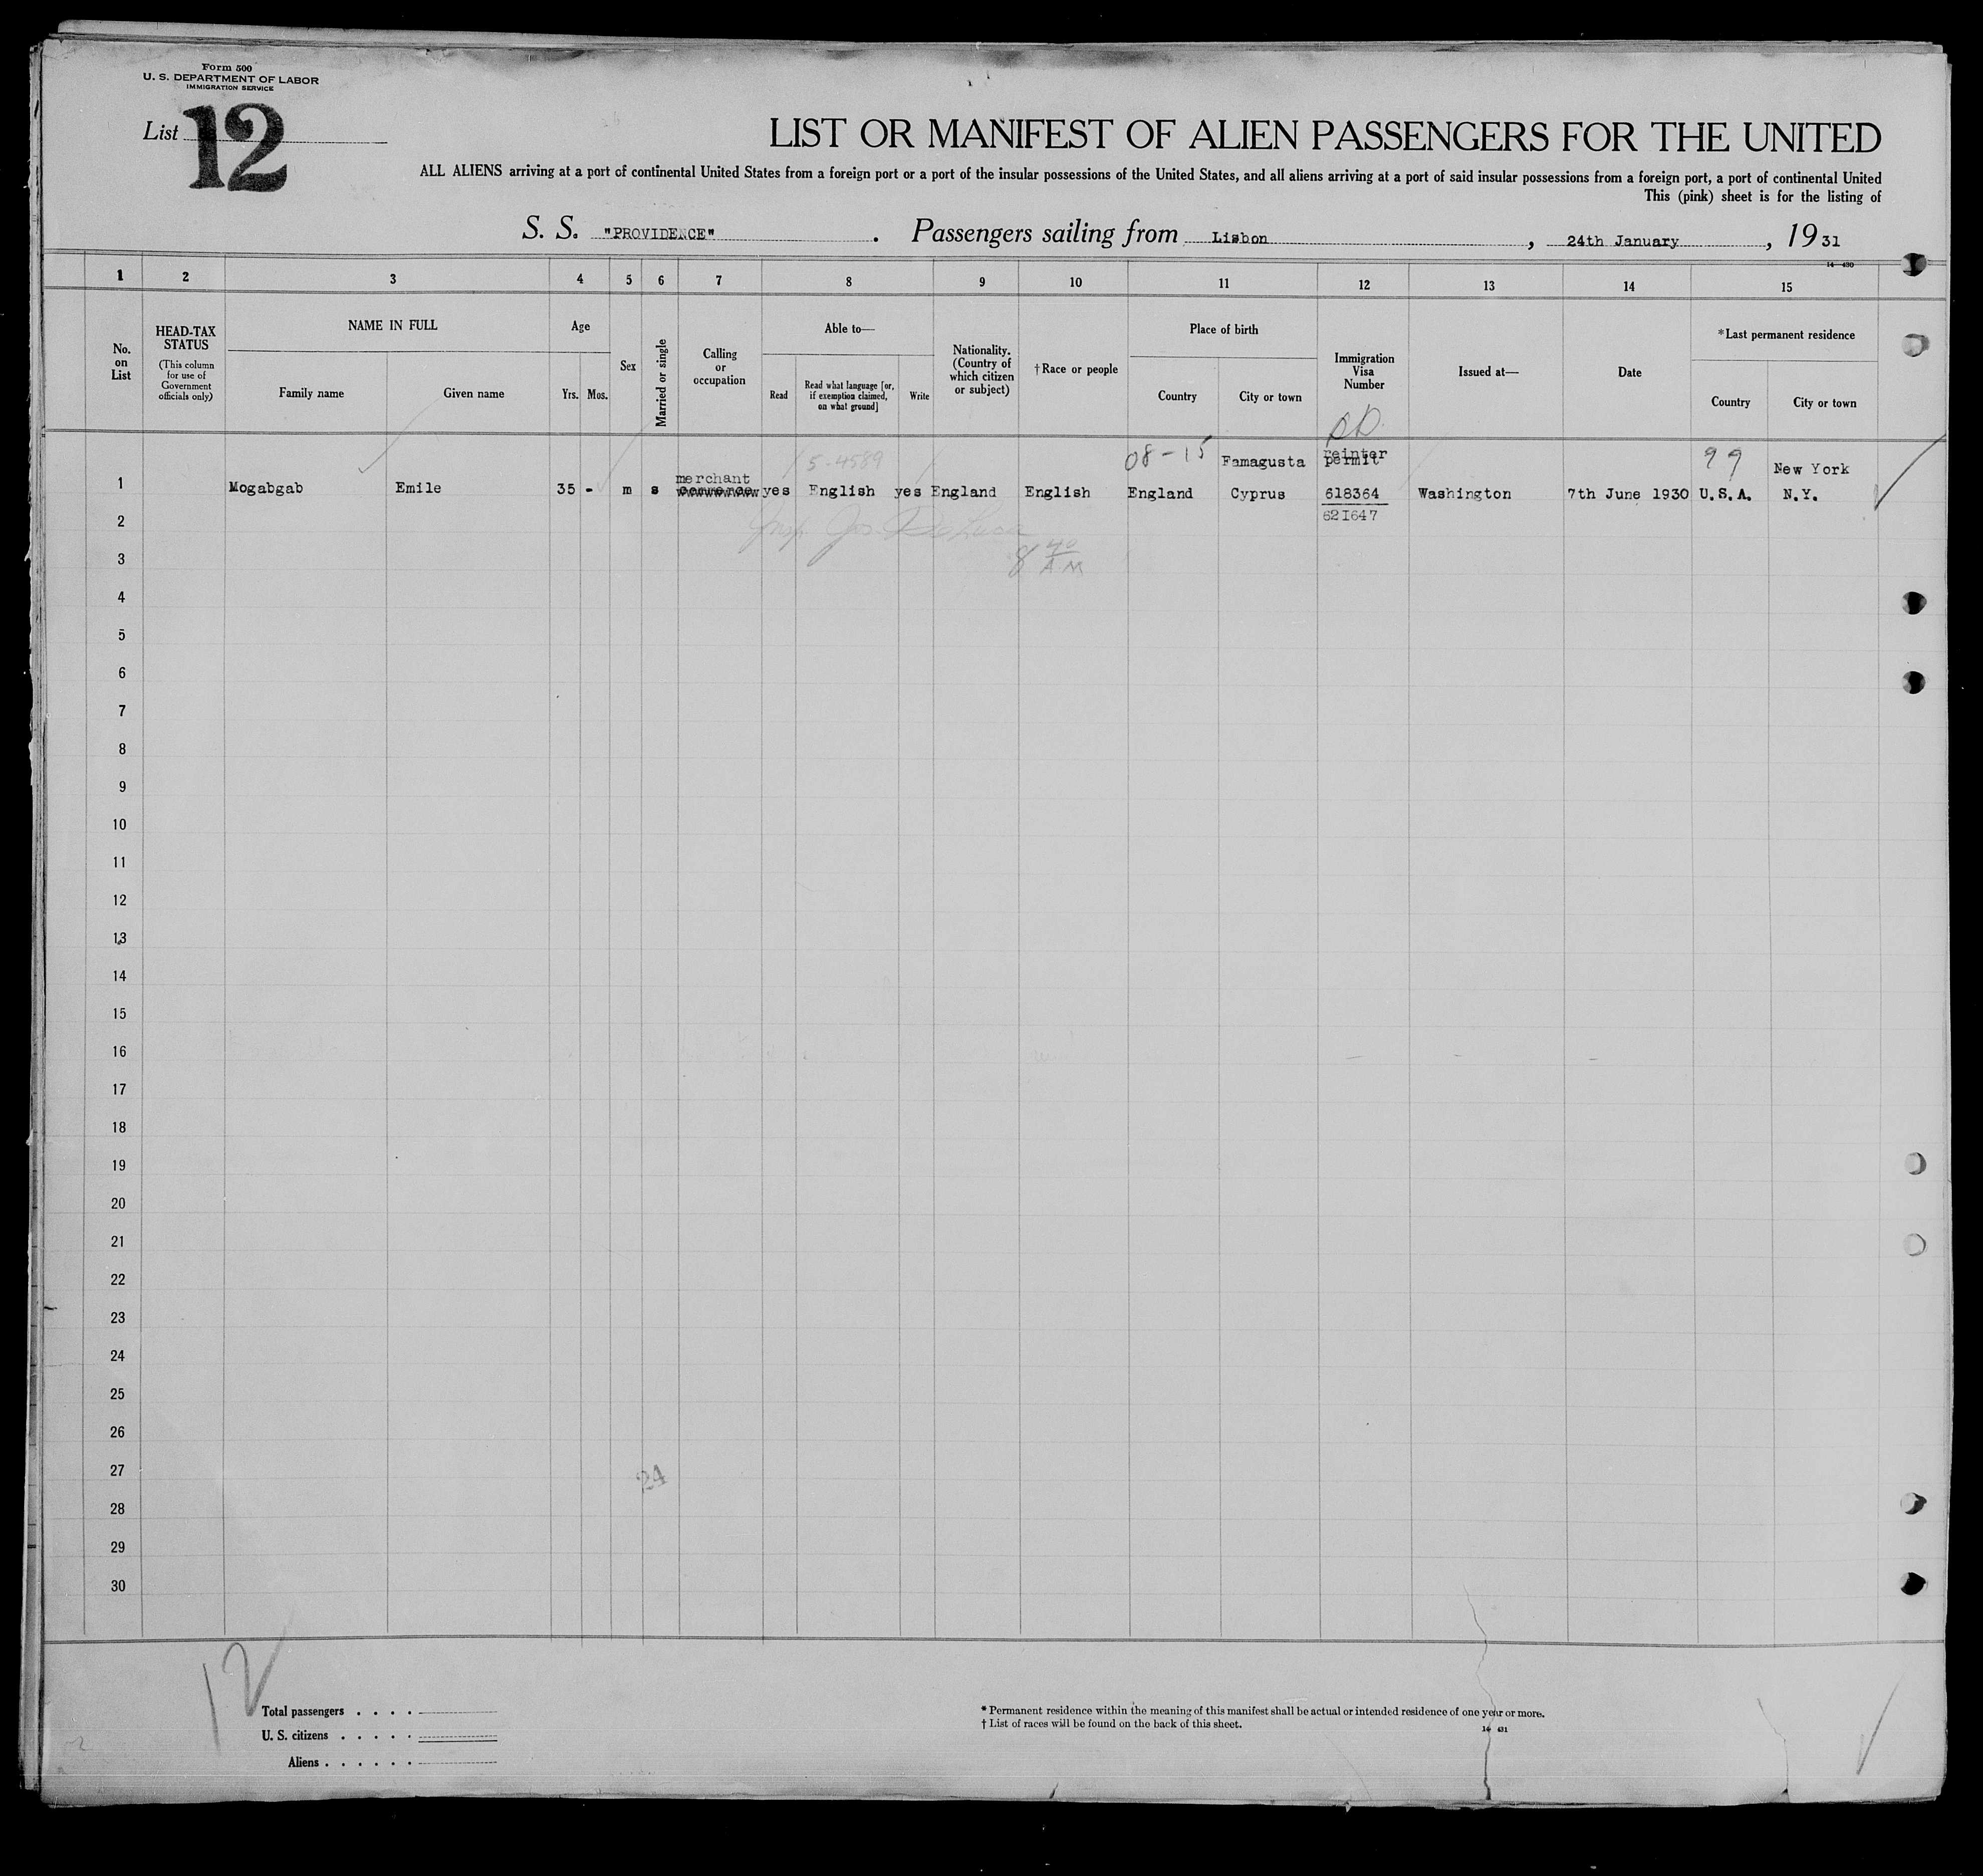 Form 500
U. S. DEPARTMENT OF LABOR
IMMIGRATION SERVICE
List 12
LIST OR MANIFEST OF ALIEN PASSENGERS FOR THE UNITED
ALL ALIENS arriving at a port of continental United States from a foreign port or a port of the insular possessions of the United States, and all aliens arriving at a port of said insular possessions from a foreign port, a port of continental United
This (pink) sheet is for the listing of
S. S. "PROVIDENCE" . Passengers sailing from Lisbon , 24th January , 1931
14—430
1 2 3 4 5 6 7 8 9 10 11 12 13 14 15
No. on List
HEAD-TAX STATUS
(This column for use of Government officials only)
NAME IN FULL
Family name Given name
Age
Yrs. Mos.
Sex
Married or single
Calling or occupation
Able to—
Read
Read what language [or, if exemption claimed, on what ground]
Write
Nationality. (Country of which citizen or subject)
†Race or people
Place of birth
Country City or town
Immigration Visa Number
Issued at—
Date
*Last permanent residence
Country City or town
5-4589 08-15 Famagusta reinter permit 99 New York
merchant
1 Mogabgab Emile 35 - m s yes English yes England English England Cyprus 618364 Washington 7th June 1930 U.S.A. N.Y.
2 621647
3 8 40 AM
4
5
6
7
8
9
10
11
12
13
14
15
16
17
18
19
20
21
22
23
24
25
26
27 24
28
29
30
12
Total passengers . . . .
U. S. citizens . . . . .
Aliens . . . . . .
* Permanent residence within the meaning of this manifest shall be actual or intended residence of one year or more.
† List of races will be found on the back of this sheet.
14 431